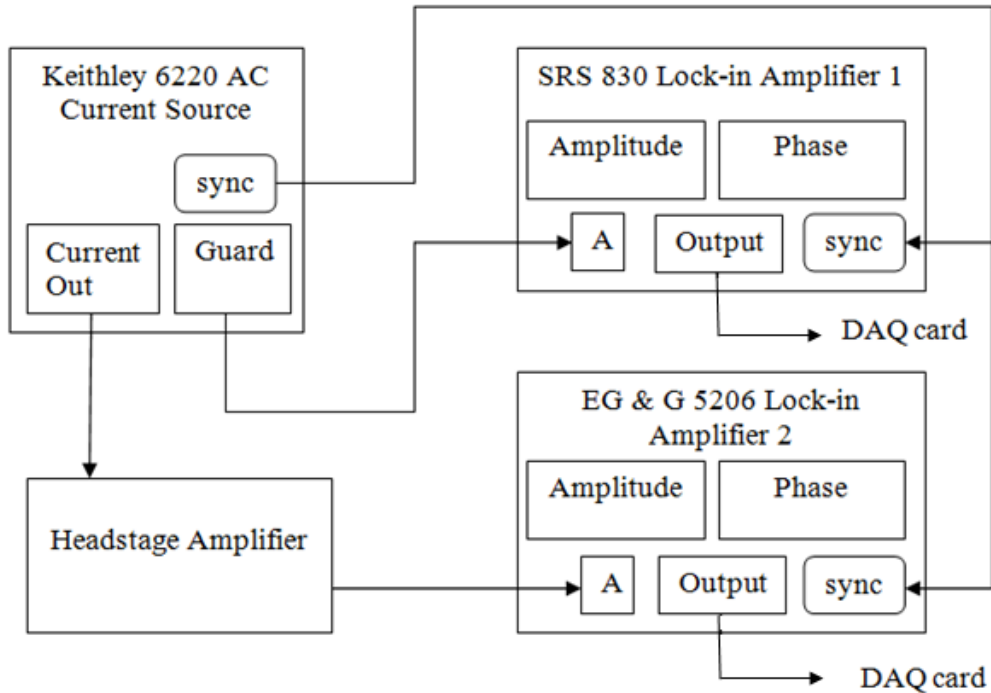 Keithley 6220 AC
Current Source
sync
Current
Out
Guard
Headstage Amplifier
SRS 830 Lock-in Amplifier 1
Amplitude
Phase
A
Output
sync
DAQ card
EG & G 5206 Lock-in
Amplifier 2
Amplitude
Phase
A
Output
sync
DAQ card